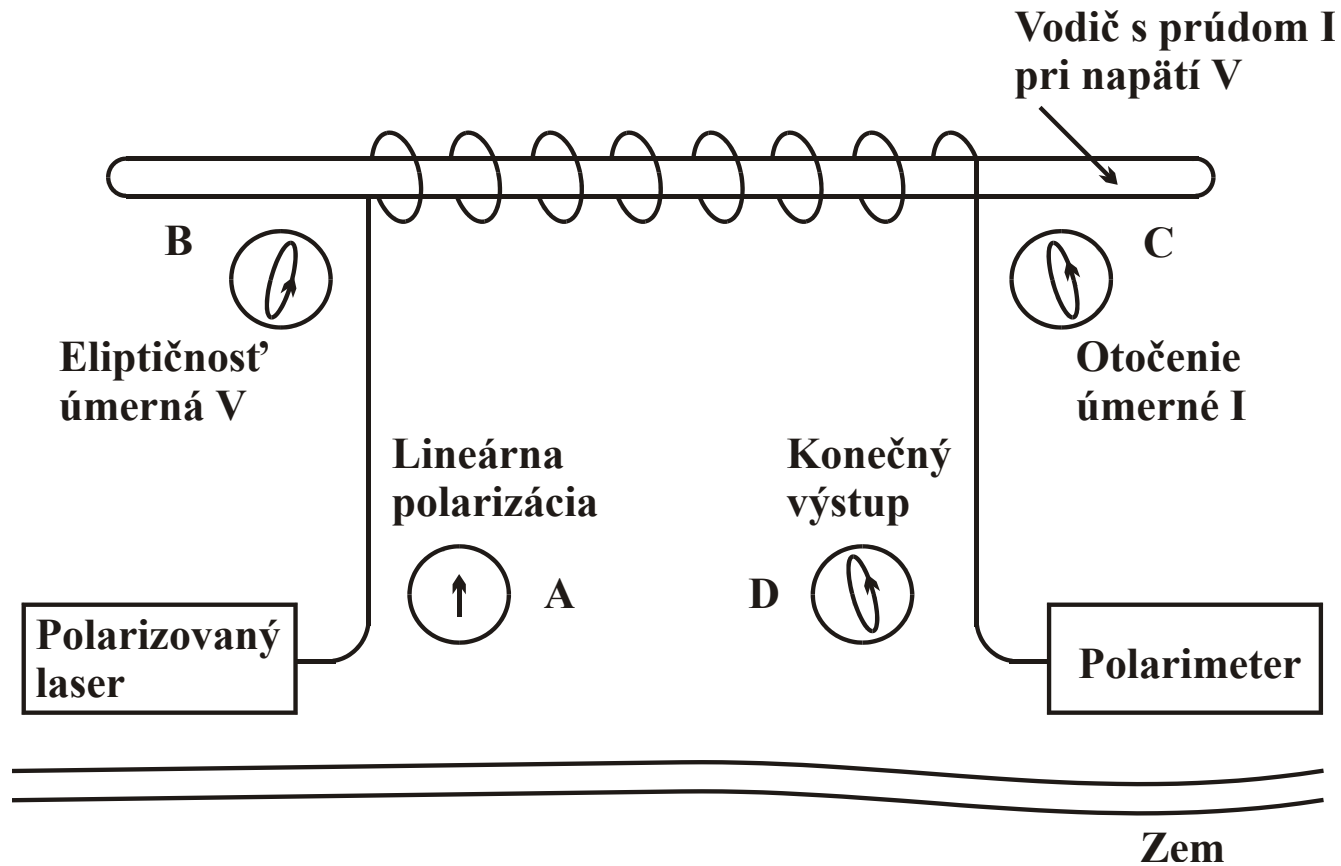 Vodič s prúdom I
pri napätí V
B
C
Eliptičnosť
úmerná V
Otočenie
úmerné I
Lineárna
polarizácia
Konečný
výstup
A
D
Polarizovaný
laser
Polarimeter
Zem